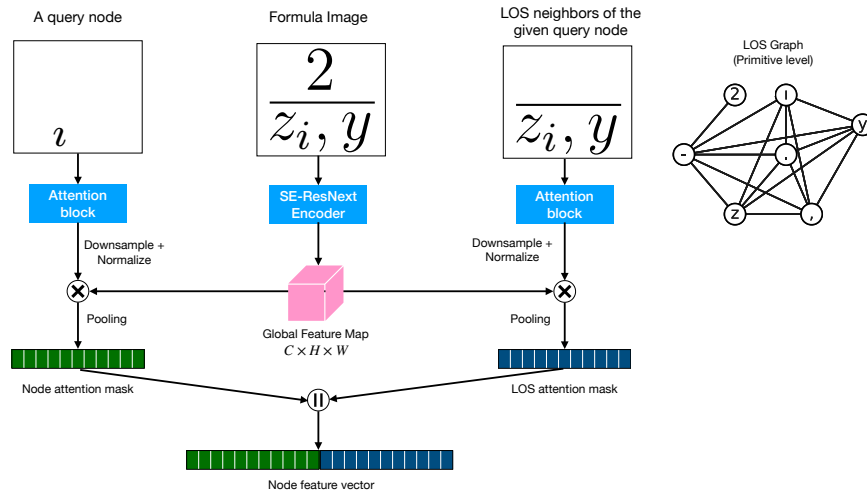 A query node
Formula Image
LOS neighbors of the
given query node
LOS Graph
(Primitive level)
ı
2
z_i, y
z_i, y
2
ı
y
-
.
z
,
Attention
block
SE-ResNext
Encoder
Attention
block
Downsample +
Normalize
Downsample +
Normalize
Pooling
Pooling
Global Feature Map
C × H × W
Node attention mask
LOS attention mask
Node feature vector